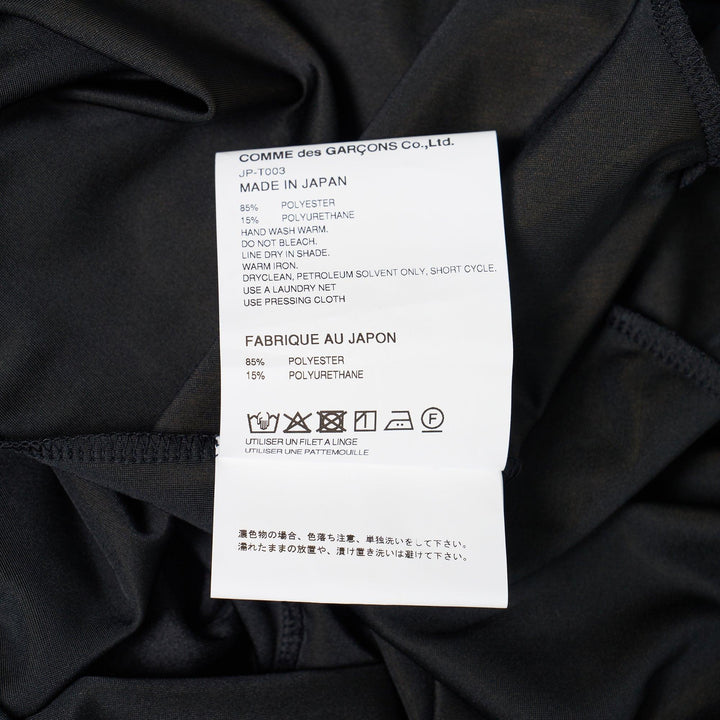 COMME des GARÇONS Co.,Ltd.
JP-T003
MADE IN JAPAN
85% POLYESTER
15% POLYURETHANE
HAND WASH WARM.
DO NOT BLEACH.
LINE DRY IN SHADE.
WARM IRON.
DRYCLEAN, PETROLEUM SOLVENT ONLY, SHORT CYCLE.
USE A LAUNDRY NET
USE PRESSING CLOTH
FABRIQUE AU JAPON
85% POLYESTER
15% POLYURETHANE
F
UTILISER UN FILET A LINGE
UTILISER UNE PATTEMOUILLE
濃色物の場合、色落ち注意、単独洗いをして下さい。
濡れたままの放置や、漬け置き洗いは避けて下さい。